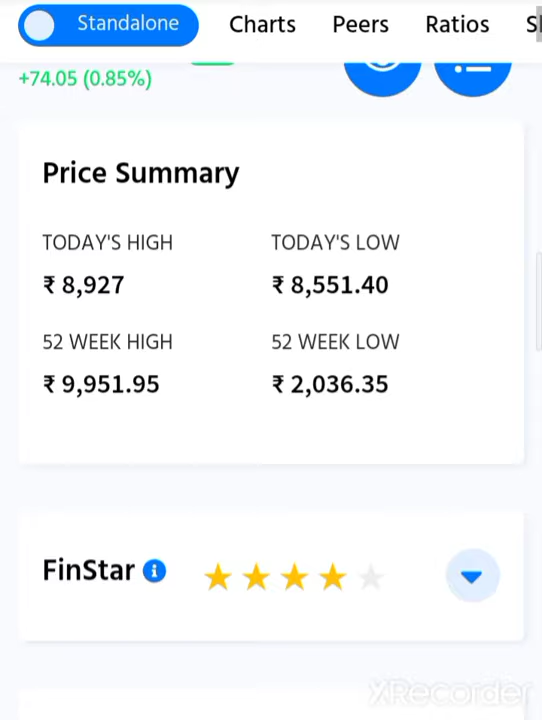 Standalone Charts Peers Ratios
+74.05 (0.85%)
Price Summary
TODAY'S HIGH TODAY'S LOW
₹ 8,927 ₹ 8,551.40
52 WEEK HIGH 52 WEEK LOW
₹ 9,951.95 ₹ 2,036.35
FinStar i
XRecorder